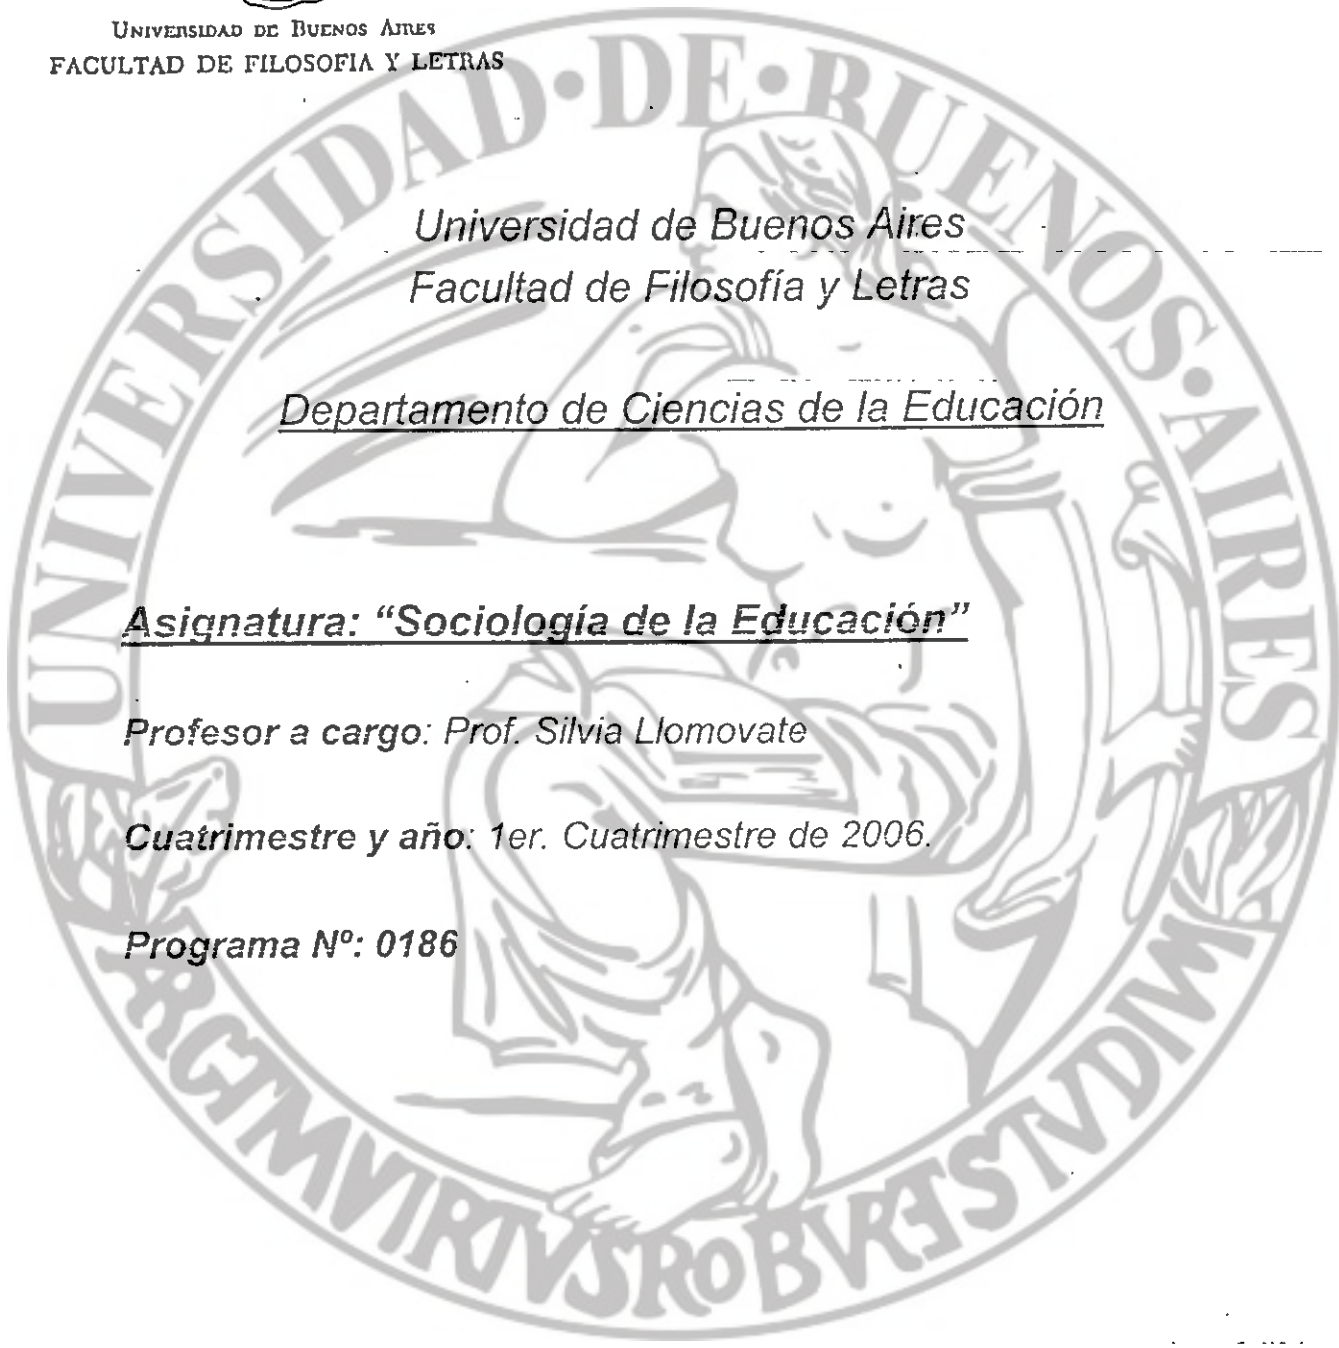 UNIVERSIDAD DE BUENOS AIRES
FACULTAD DE FILOSOFIA Y LETRAS
Universidad de Buenos Aires
Facultad de Filosofía y Letras
Departamento de Ciencias de la Educación
Asignatura: “Sociología de la Educación”
Profesor a cargo: Prof. Silvia Llomovate
Cuatrimestre y año: 1er. Cuatrimestre de 2006.
Programa Nº: 0186
UNIVERSIDAD•DE•BUENOS•AIRES
ARGTMVIRTVSROBVRETSTVDIVM